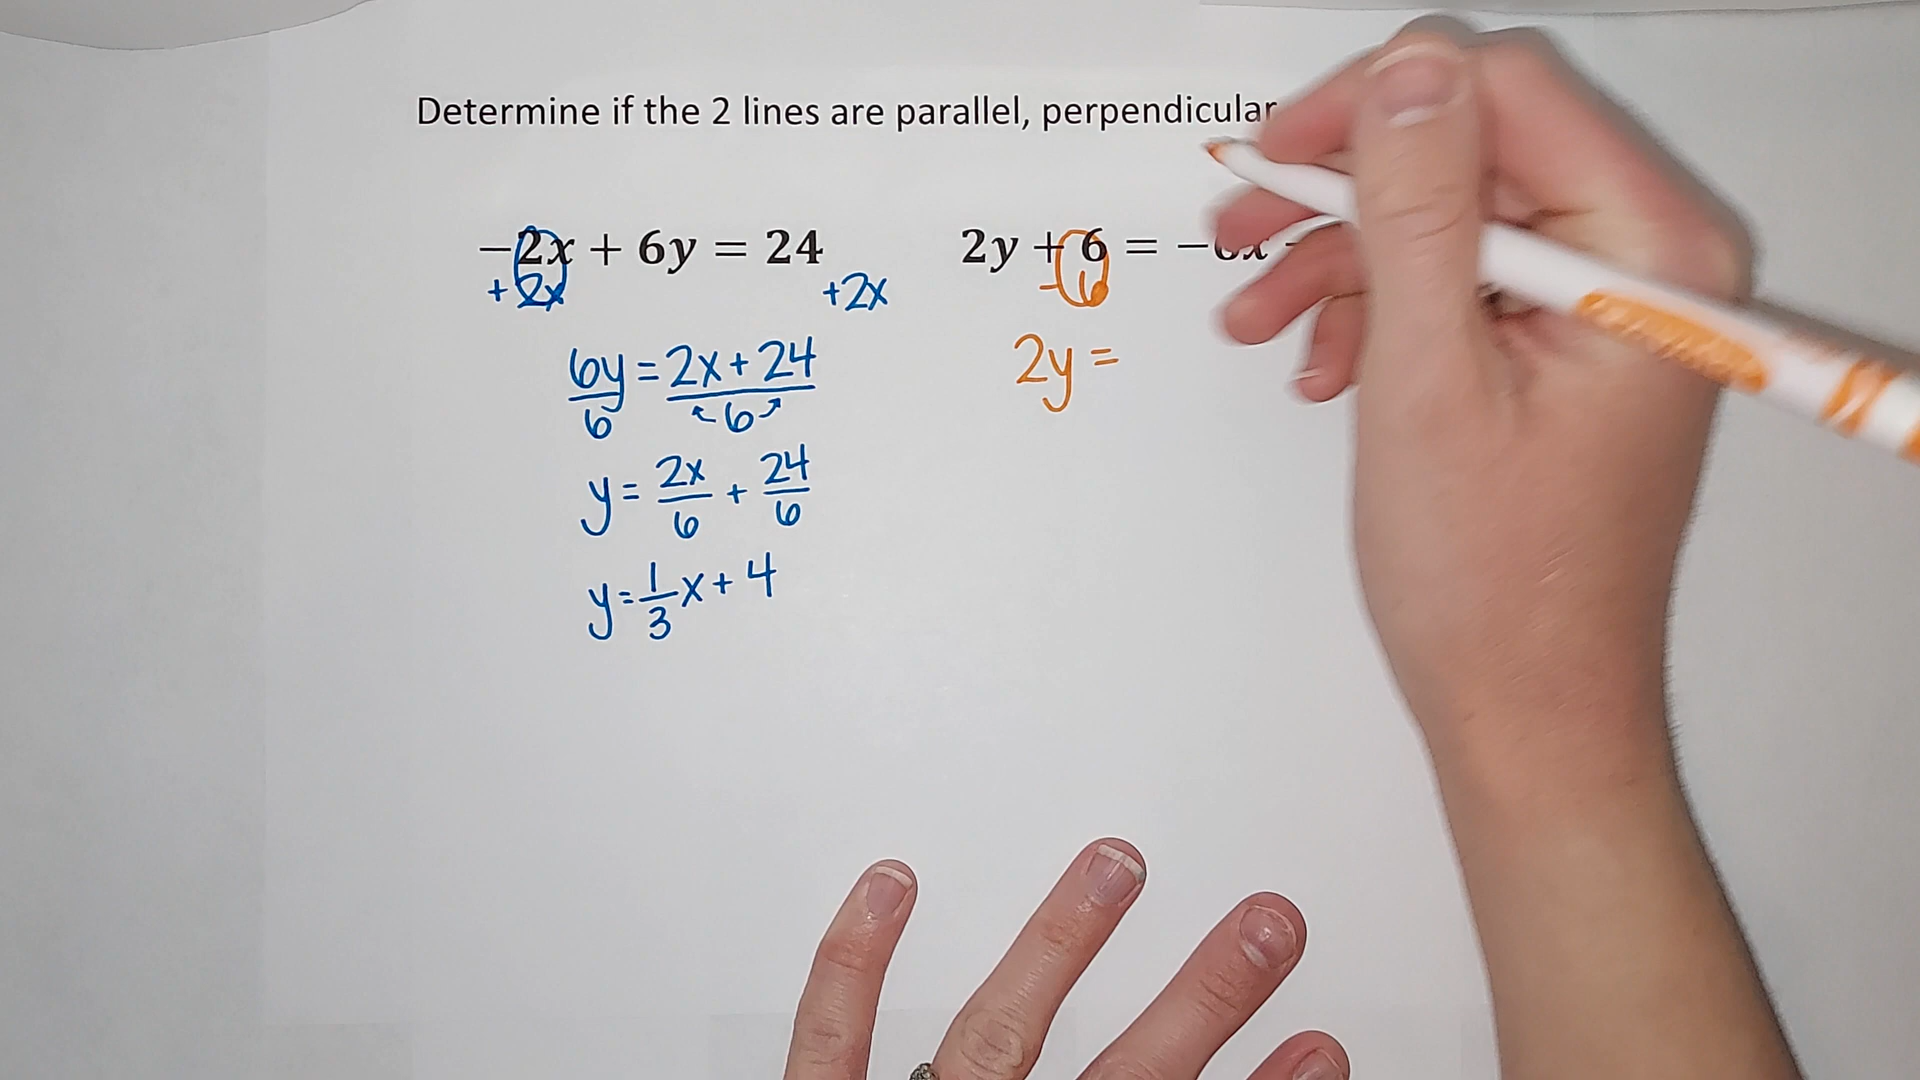 Determine if the 2 lines are parallel, perpendicular
−2x + 6y = 24
+2x +2x
6y = 2x + 24
6 6
y = 2x/6 + 24/6
y = 1/3 x + 4
2y + 6 =
-6
2y =